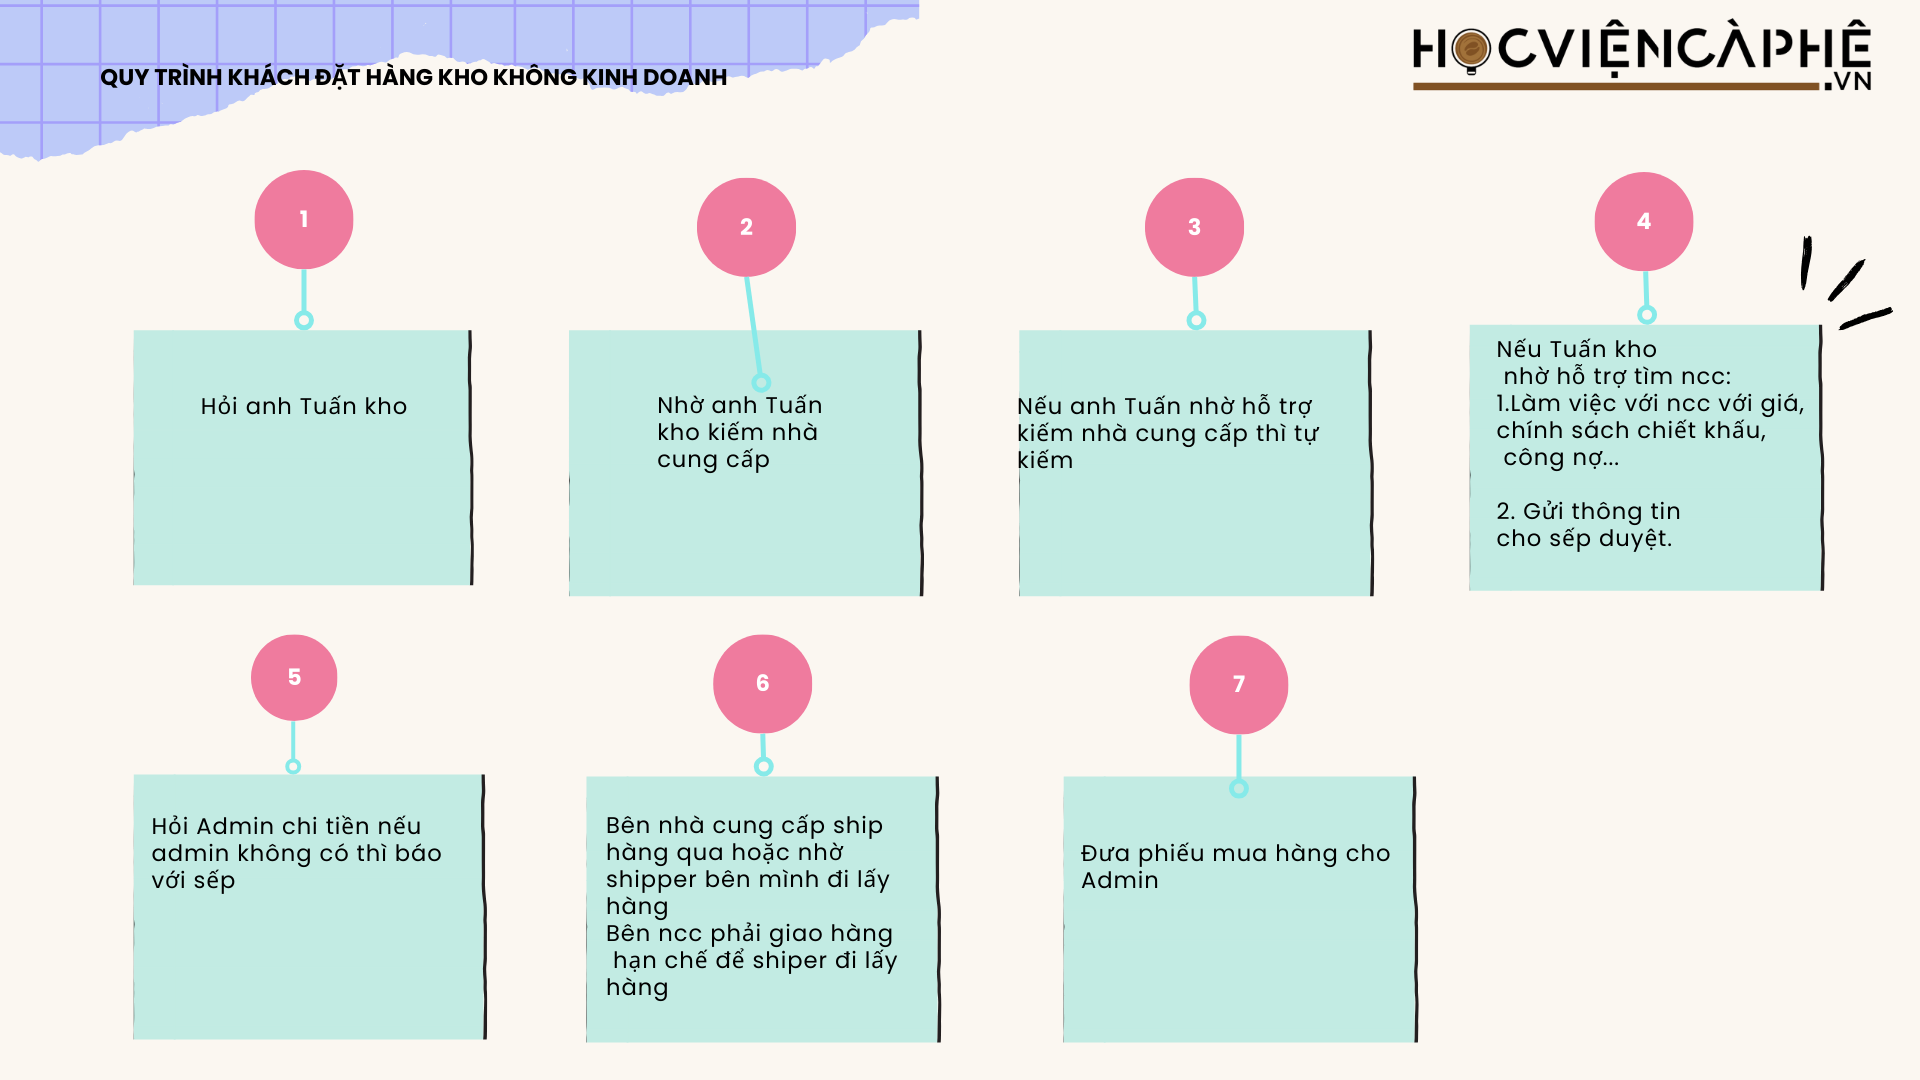 QUY TRÌNH KHÁCH ĐẶT HÀNG KHO KHÔNG KINH DOANH
HỌCVIỆNCÀPHÊ
.VN
1
2
3
4
Hỏi anh Tuấn kho
Nhờ anh Tuấn
kho kiếm nhà
cung cấp
Nếu anh Tuấn nhờ hỗ trợ
kiếm nhà cung cấp thì tự
kiếm
Nếu Tuấn kho
nhờ hỗ trợ tìm ncc:
1.Làm việc với ncc với giá,
chính sách chiết khấu,
công nợ...
2. Gửi thông tin
cho sếp duyệt.
5
6
7
Hỏi Admin chi tiền nếu
admin không có thì báo
với sếp
Bên nhà cung cấp ship
hàng qua hoặc nhờ
shipper bên mình đi lấy
hàng
Bên ncc phải giao hàng
hạn chế để shiper đi lấy
hàng
Đưa phiếu mua hàng cho
Admin